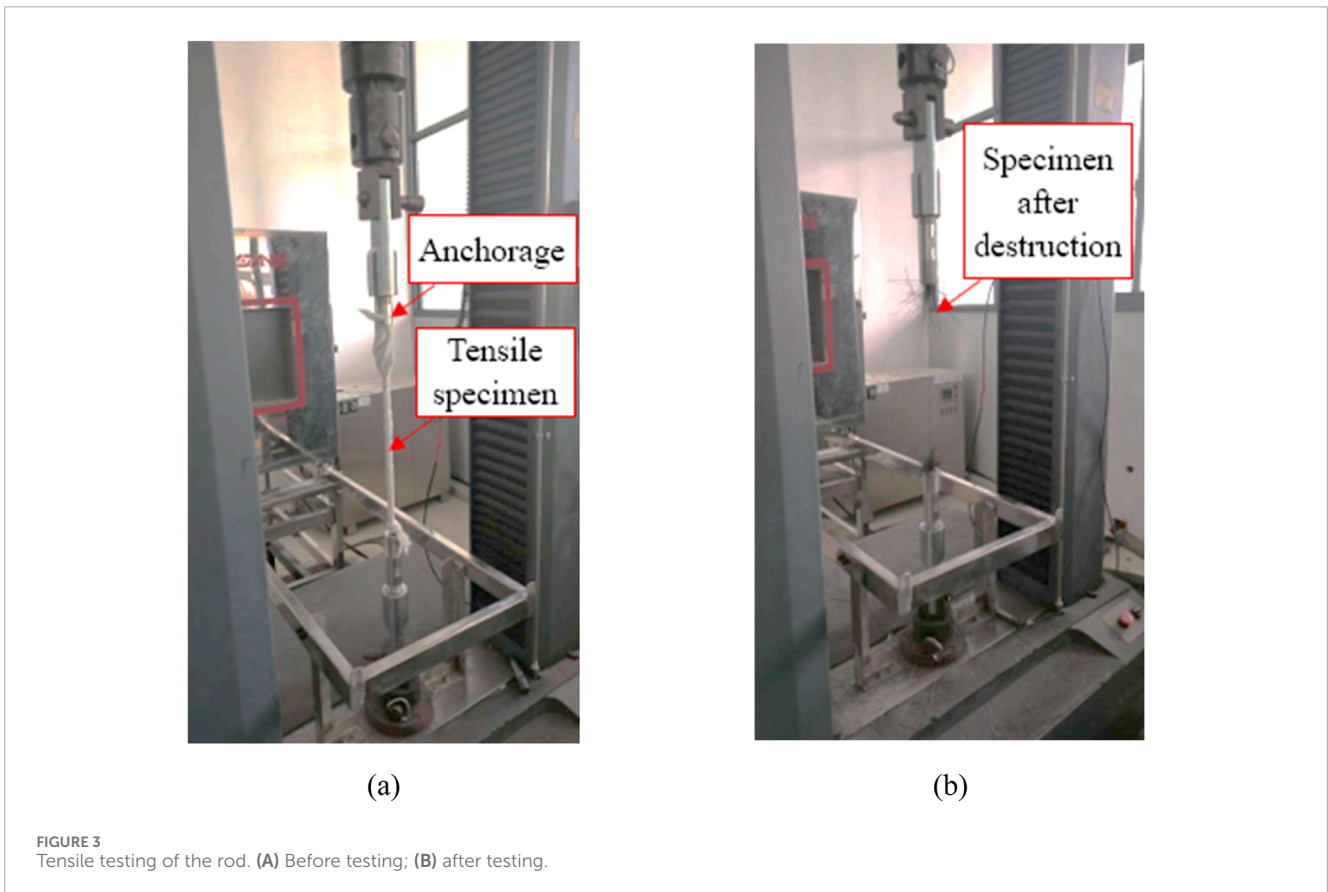 Anchorage
Tensile
specimen
Specimen
after
destruction
(a)
(b)
FIGURE 3
Tensile testing of the rod. (A) Before testing; (B) after testing.